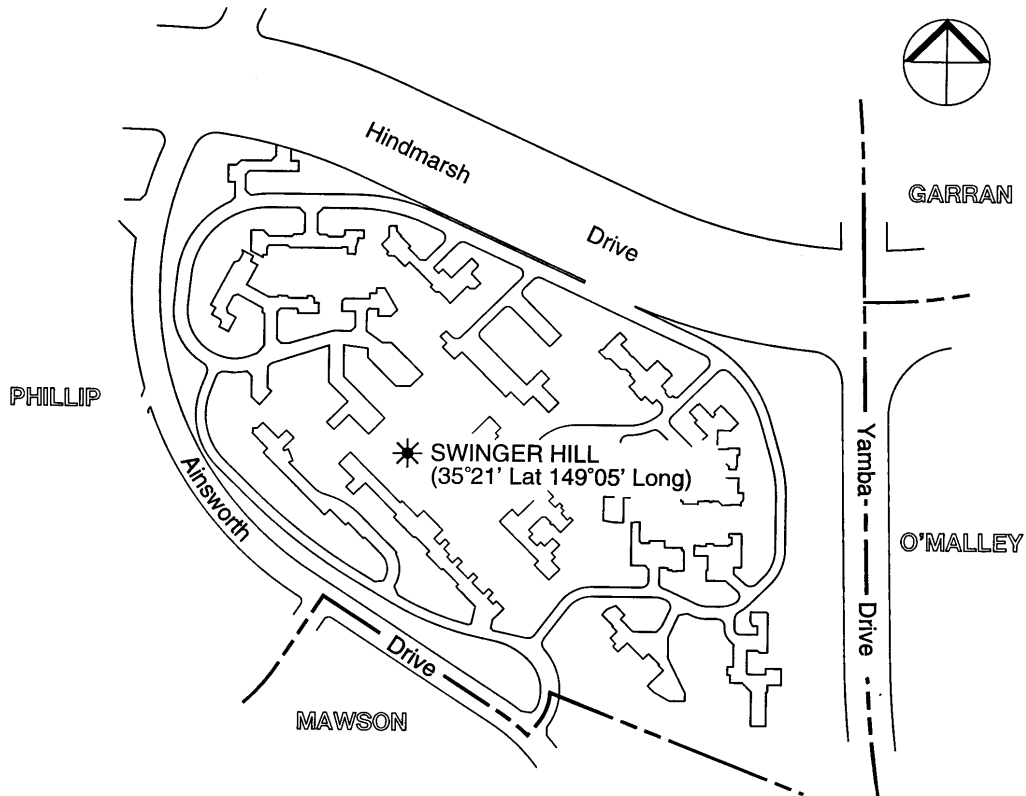 Hindmarsh
Drive
GARRAN
PHILLIP
SWINGER HILL
(35°21' Lat 149°05' Long)
Yamba
Ainsworth
O'MALLEY
Drive
Drive
MAWSON